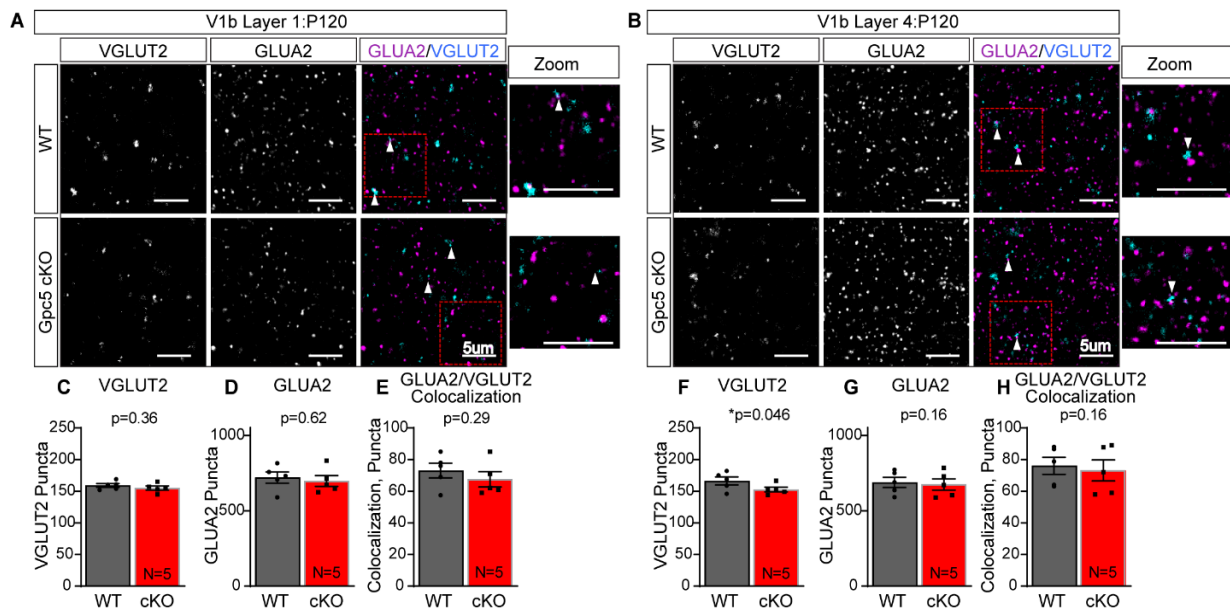 A
V1b Layer 1:P120
VGLUT2
GLUA2
GLUA2/VGLUT2
Zoom
WT
Gpc5 cKO
5um
B
V1b Layer 4:P120
VGLUT2
GLUA2
GLUA2/VGLUT2
Zoom
WT
Gpc5 cKO
5um
C
VGLUT2
p=0.36
VGLUT2 Puncta
250
200
150
100
50
0
N=5
WT cKO
D
GLUA2
p=0.62
GLUA2 Puncta
1000
500
0
N=5
WT cKO
E
GLUA2/VGLUT2
Colocalization
p=0.29
Colocalization, Puncta
100
80
60
40
20
0
N=5
WT cKO
F
VGLUT2
*p=0.046
VGLUT2 Puncta
250
200
150
100
50
0
N=5
WT cKO
G
GLUA2
p=0.16
GLUA2 Puncta
1000
500
0
N=5
WT cKO
H
GLUA2/VGLUT2
Colocalization
p=0.16
Colocalization, Puncta
100
80
60
40
20
0
N=5
WT cKO